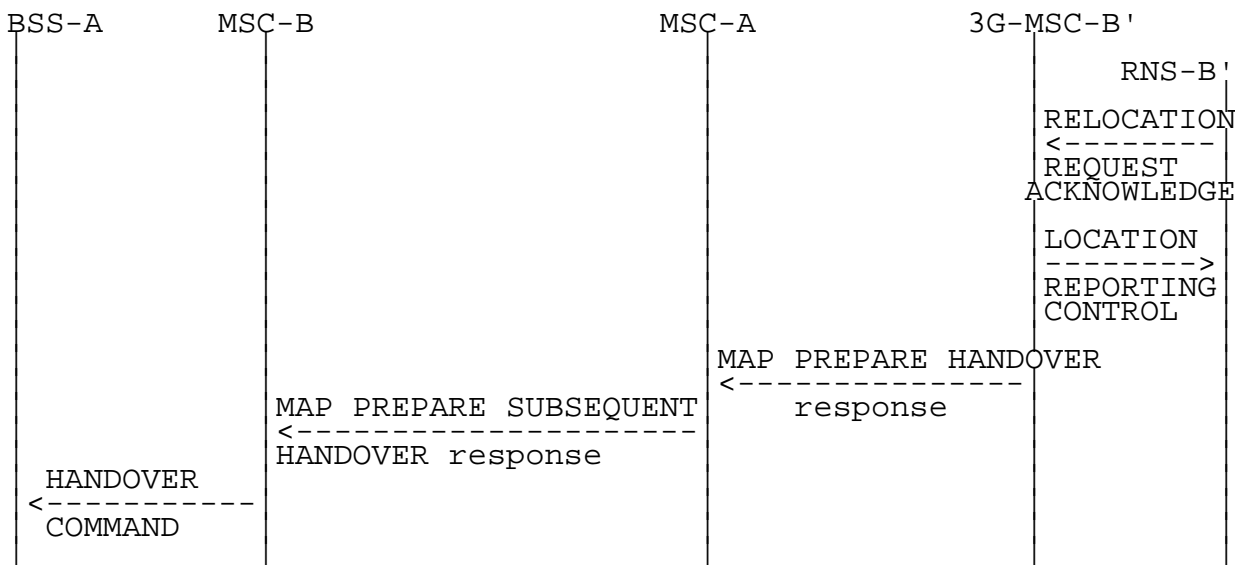 BSS-A MSC-B MSC-A 3G-MSC-B'
RNS-B'
RELOCATION
REQUEST
ACKNOWLEDGE
LOCATION
REPORTING
CONTROL
MAP PREPARE HANDOVER
response
MAP PREPARE SUBSEQUENT
HANDOVER response
HANDOVER
COMMAND